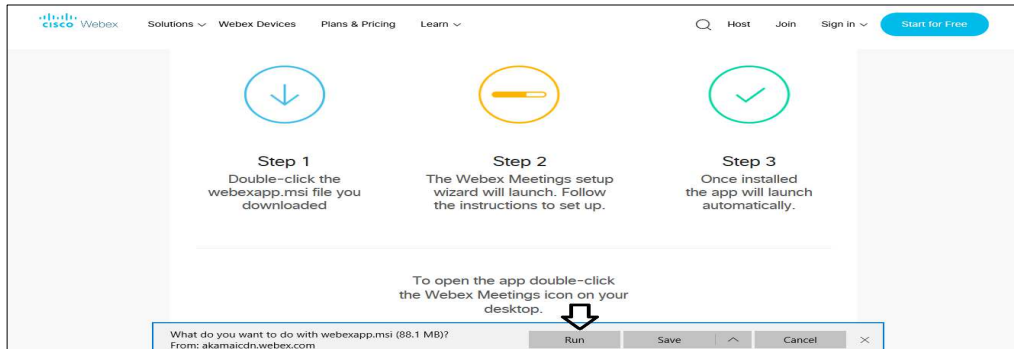 cisco Webex Solutions Webex Devices Plans & Pricing Learn Host Join Sign in Start for Free
Step 1
Double-click the
webexapp.msi file you
downloaded
Step 2
The Webex Meetings setup
wizard will launch. Follow
the instructions to set up.
Step 3
Once installed
the app will launch
automatically.
To open the app double-click
the Webex Meetings icon on your
desktop.
What do you want to do with webexapp.msi (88.1 MB)?
From: akamaicdn.webex.com
Run Save Cancel